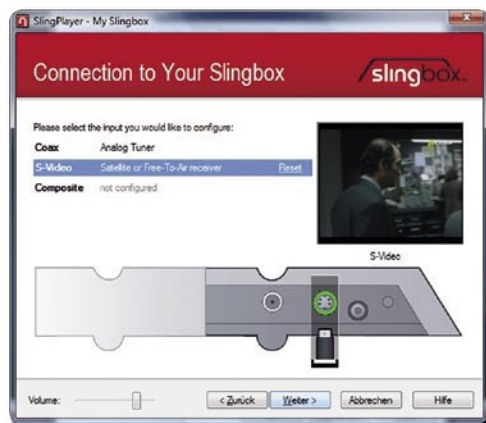 SlingPlayer - My Slingbox
Connection to Your Slingbox
slingbox.
Please select the input you would like to configure:
Coax Analog Tuner
S-Video Satellite or Free-To-Air receiver Reset
Composite not configured
S-Video
Volume: < Zurück Weiter > Abbrechen Hilfe